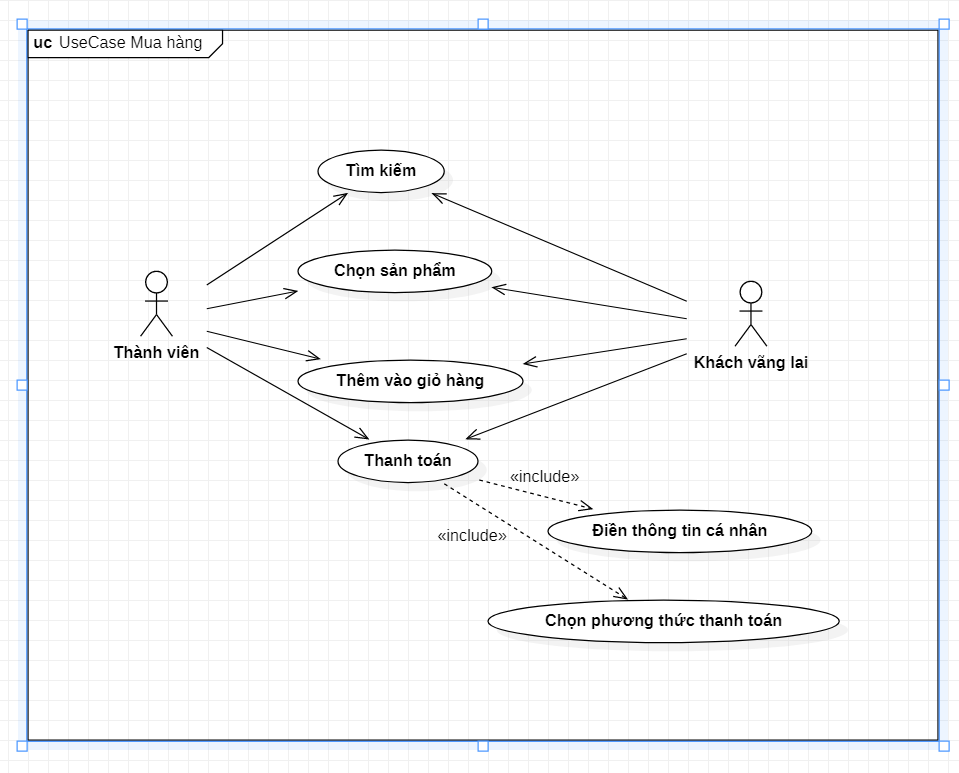 uc UseCase Mua hàng
Tìm kiếm
Chọn sản phẩm
Thành viên
Khách vãng lai
Thêm vào giỏ hàng
Thanh toán
«include»
«include»
Điền thông tin cá nhân
Chọn phương thức thanh toán